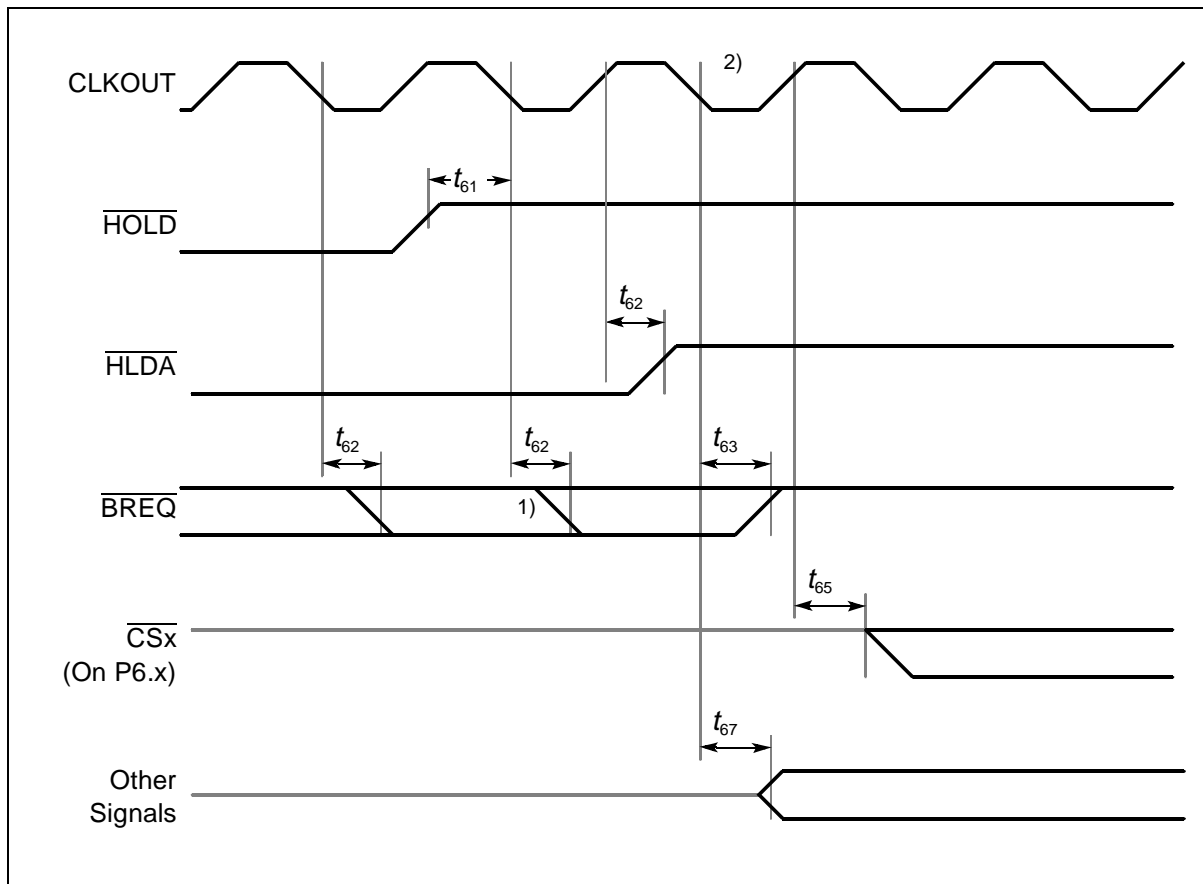 CLKOUT
2)
t61
HOLD
t62
HLDA
t62
t62
t63
BREQ
1)
t65
CSx
(On P6.x)
t67
Other
Signals